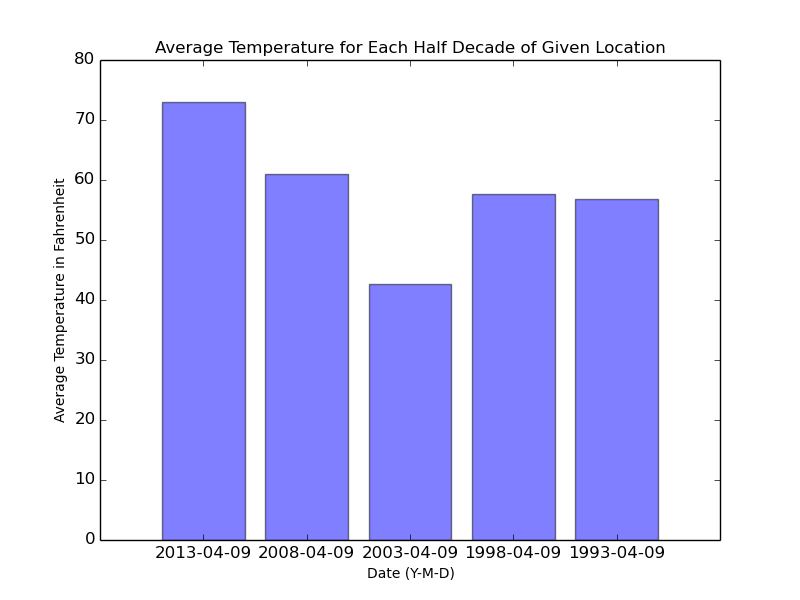 Average Temperature for Each Half Decade of Given Location
80
70
60
50
40
30
20
10
0
Average Temperature in Fahrenheit
2013-04-09 2008-04-09 2003-04-09 1998-04-09 1993-04-09
Date (Y-M-D)